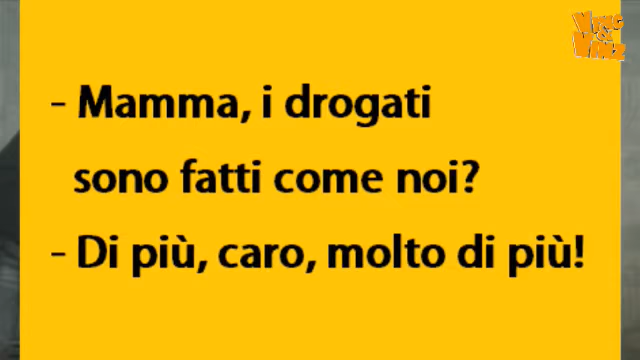 - Mamma, i drogati
sono fatti come noi?
- Di più, caro, molto di più!